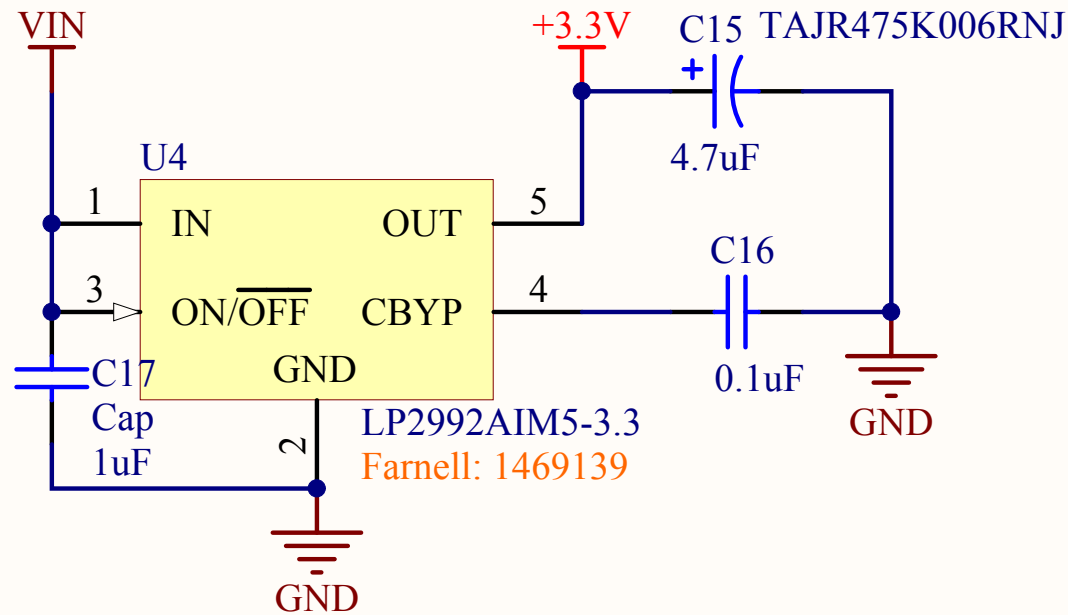 VIN
+3.3V
C15 TAJR475K006RNJ
+
4.7uF
U4
1
IN
OUT
5
3
ON/OFF
CBYP
4
C16
0.1uF
GND
GND
C17
Cap
1uF
2
LP2992AIM5-3.3
Farnell: 1469139
GND